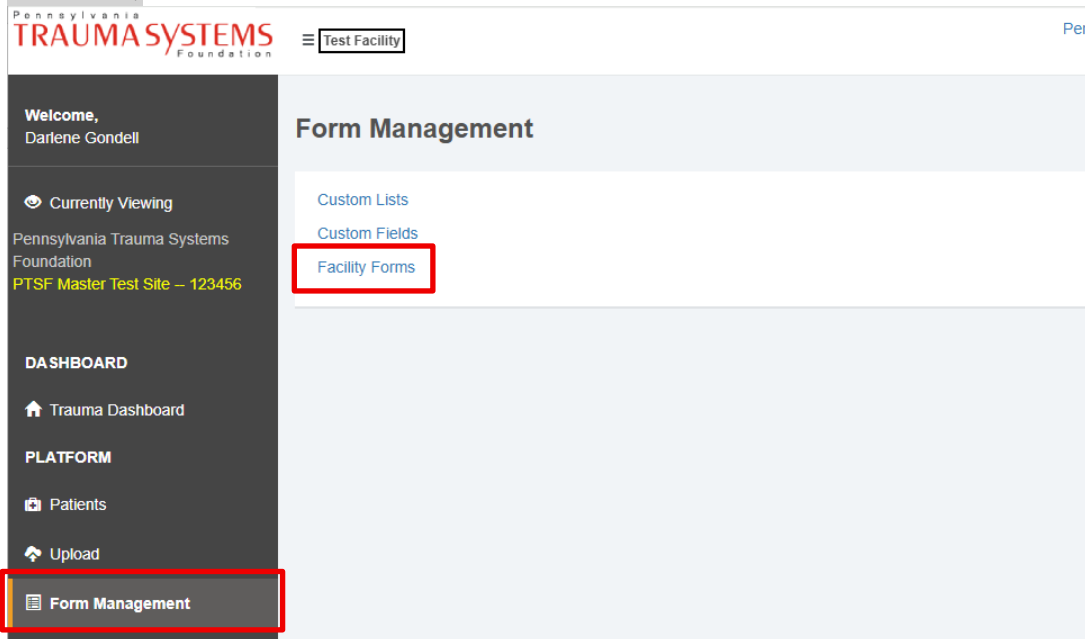 Pennsylvania
TRAUMA SYSTEMS
Foundation
Test Facility
Welcome,
Darlene Gondell
Currently Viewing
Pennsylvania Trauma Systems
Foundation
PTSF Master Test Site -- 123456
DASHBOARD
Trauma Dashboard
PLATFORM
Patients
Upload
Form Management
Form Management
Custom Lists
Custom Fields
Facility Forms